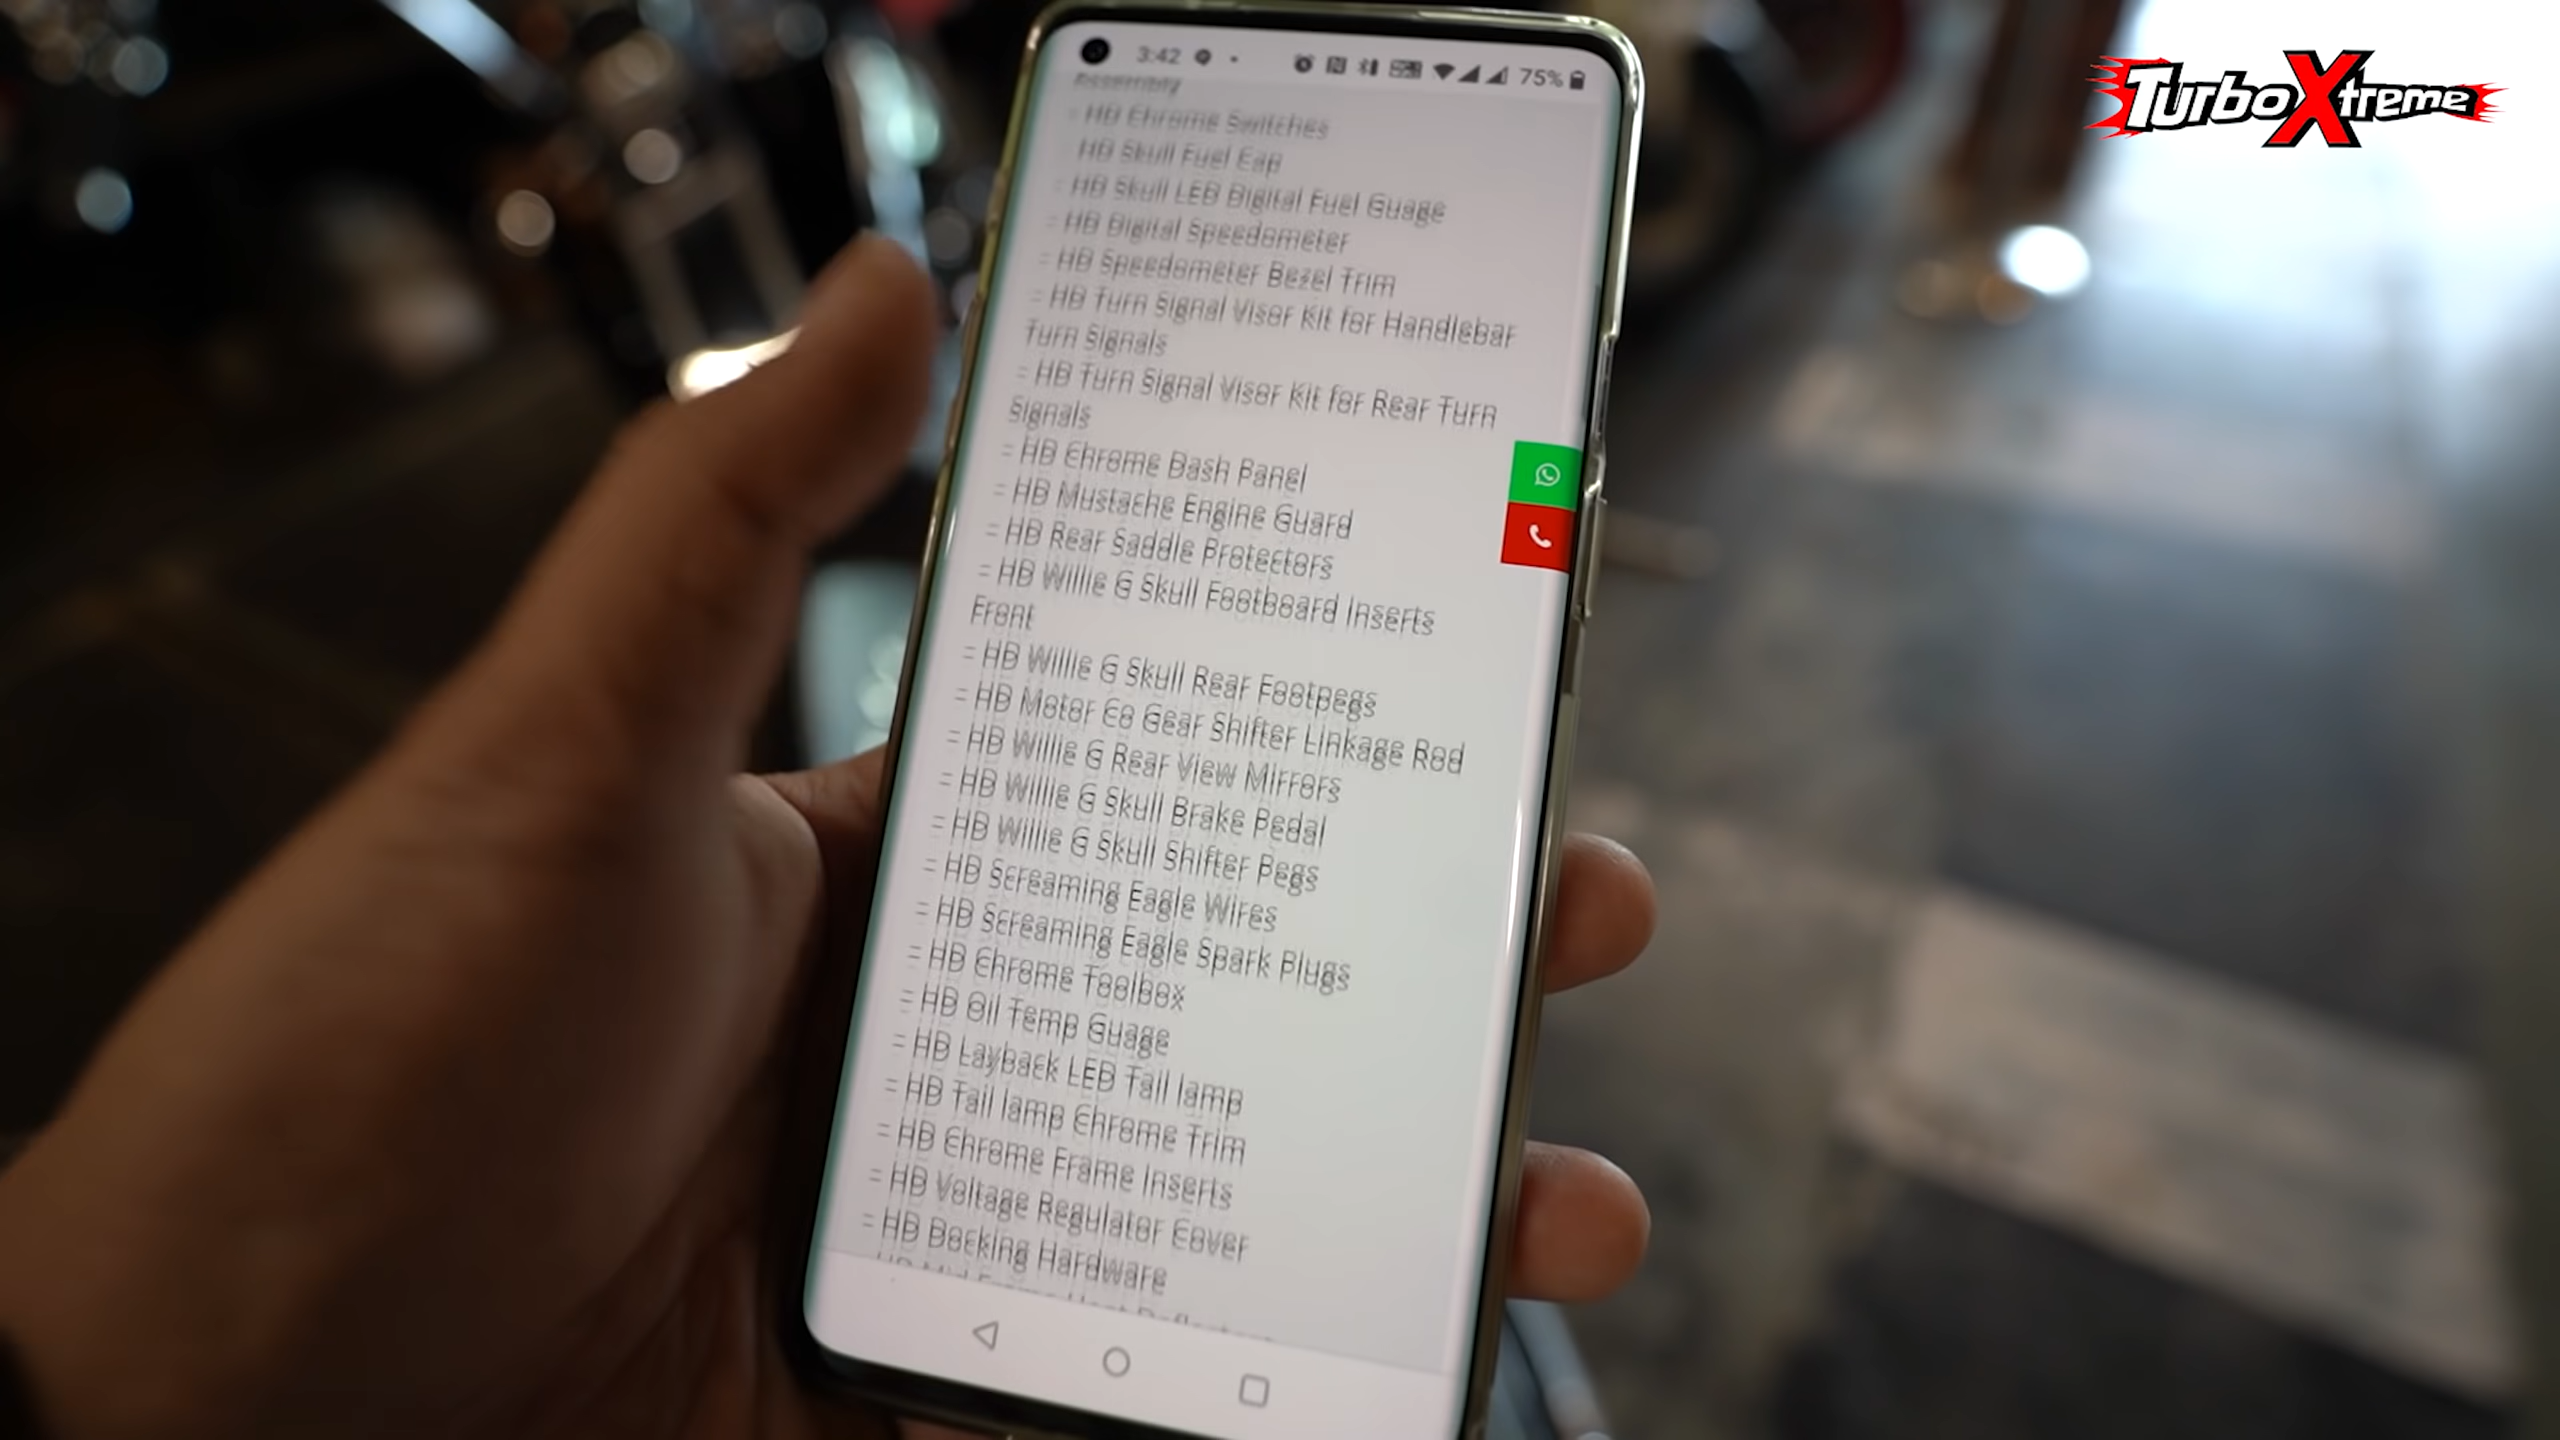 3:42
75%
TurboXtreme
Assembly
- HD Chrome Switches
- HD Skull Fuel Cap
- HD Skull LED Digital Fuel Guage
- HD Digital Speedometer
- HD Speedometer Bezel Trim
- HD Turn Signal Visor Kit for Handlebar
Turn Signals
- HD Turn Signal Visor Kit for Rear Turn
Signals
- HD Chrome Dash Panel
- HD Mustache Engine Guard
- HD Rear Saddle Protectors
- HD Willie G Skull Footboard Inserts
Front
- HD Willie G Skull Rear Footpegs
- HD Motor Co Gear Shifter Linkage Rod
- HD Willie G Rear View Mirrors
- HD Willie G Skull Brake Pedal
- HD Willie G Skull Shifter Pegs
- HD Screaming Eagle Wires
- HD Screaming Eagle Spark Plugs
- HD Chrome Toolbox
- HD Oil Temp Guage
- HD Layback LED Tail lamp
- HD Tail lamp Chrome Trim
- HD Chrome Frame Inserts
- HD Voltage Regulator Cover
- HD Docking Hardware